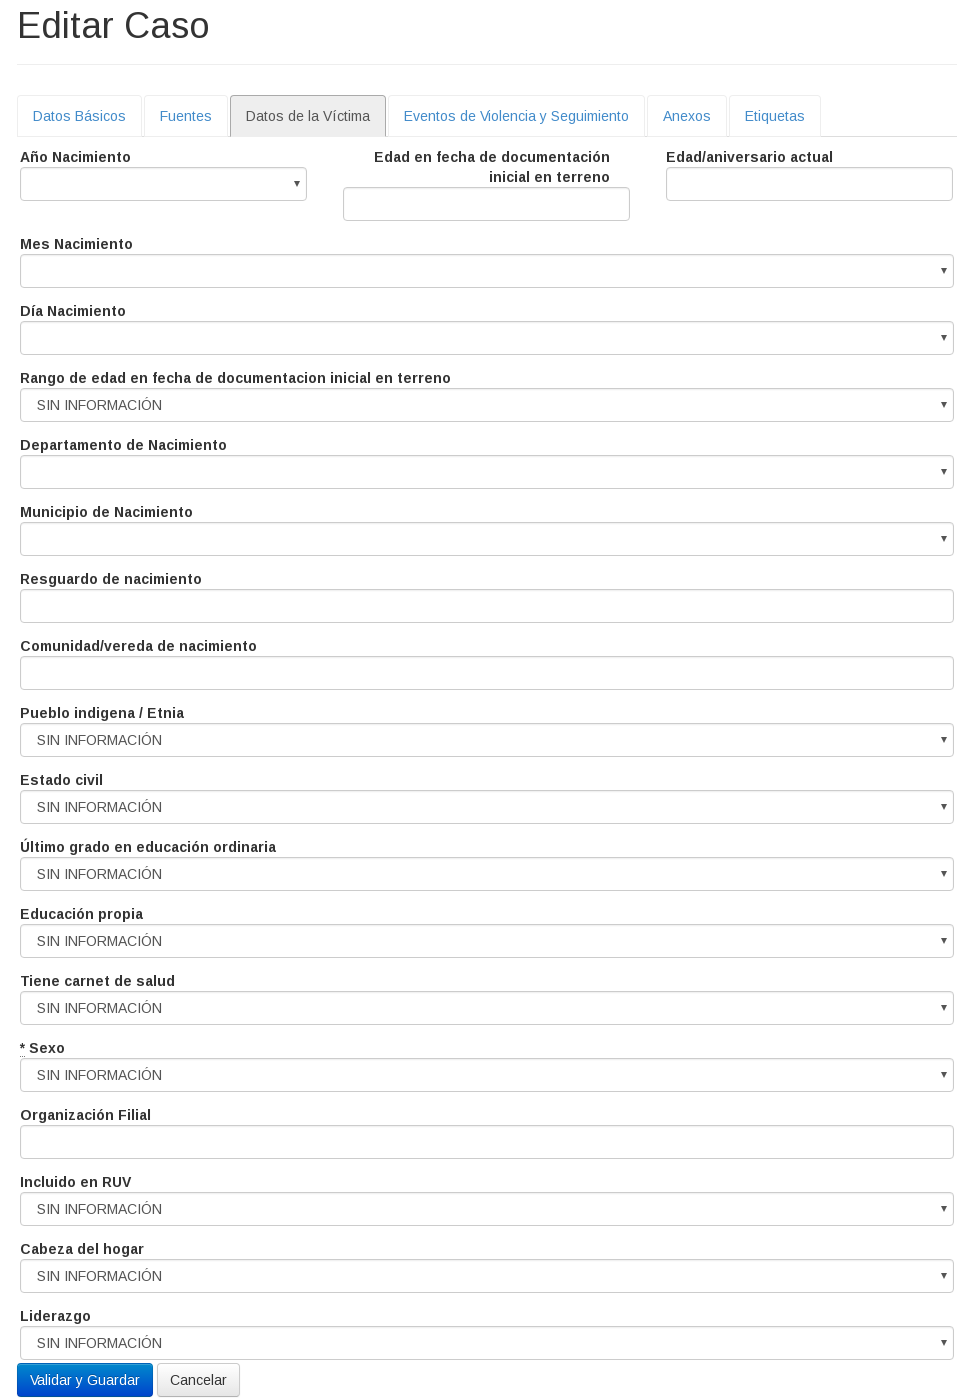 Editar Caso
Datos Básicos Fuentes Datos de la Víctima Eventos de Violencia y Seguimiento Anexos Etiquetas
Año Nacimiento
Edad en fecha de documentación
inicial en terreno
Edad/aniversario actual
Mes Nacimiento
Día Nacimiento
Rango de edad en fecha de documentacion inicial en terreno
SIN INFORMACIÓN
Departamento de Nacimiento
Municipio de Nacimiento
Resguardo de nacimiento
Comunidad/vereda de nacimiento
Pueblo indigena / Etnia
SIN INFORMACIÓN
Estado civil
SIN INFORMACIÓN
Último grado en educación ordinaria
SIN INFORMACIÓN
Educación propia
SIN INFORMACIÓN
Tiene carnet de salud
SIN INFORMACIÓN
* Sexo
SIN INFORMACIÓN
Organización Filial
Incluido en RUV
SIN INFORMACIÓN
Cabeza del hogar
SIN INFORMACIÓN
Liderazgo
SIN INFORMACIÓN
Validar y Guardar Cancelar